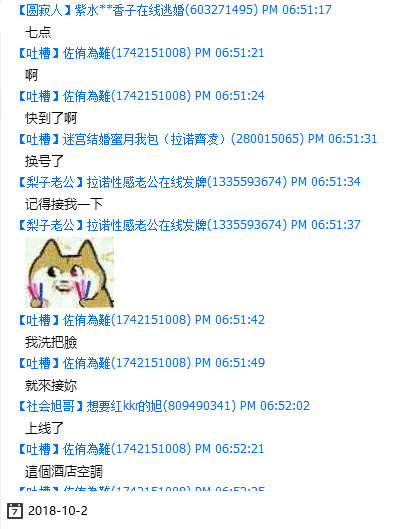 【圆寂人】紫水**香子在线逃婚(603271495) PM 06:51:17
七点
【吐槽】佐侑為難(1742151008) PM 06:51:21
啊
【吐槽】佐侑為難(1742151008) PM 06:51:24
快到了啊
【吐槽】迷宫结婚蜜月我包（拉诺齊凌）(280015065) PM 06:51:31
换号了
【梨子老公】拉诺性感老公在线发牌(1335593674) PM 06:51:34
记得接我一下
【梨子老公】拉诺性感老公在线发牌(1335593674) PM 06:51:37
【吐槽】佐侑為難(1742151008) PM 06:51:42
我洗把臉
【吐槽】佐侑為難(1742151008) PM 06:51:49
就來接妳
【社会旭哥】想要红kkr的旭(809490341) PM 06:52:02
上线了
【吐槽】佐侑為難(1742151008) PM 06:52:21
這個酒店空調
【吐槽】佐侑為難(1742151008) PM 06:52:25
7 2018-10-2